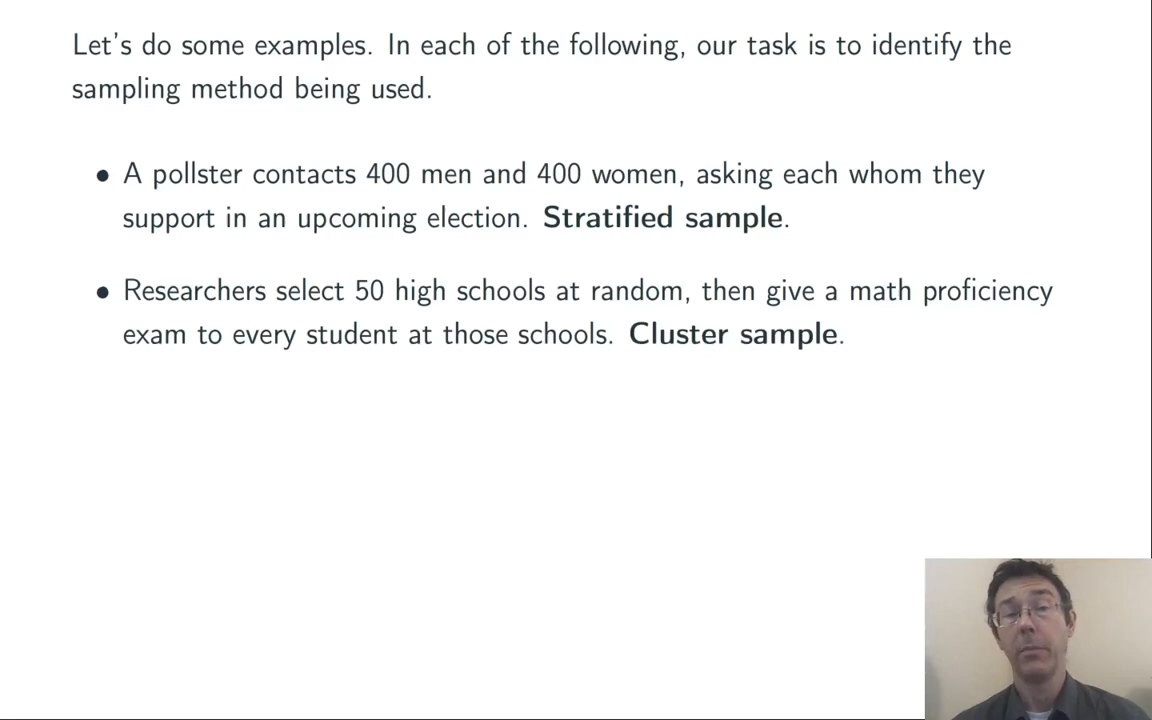 Let's do some examples. In each of the following, our task is to identify the
sampling method being used.
• A pollster contacts 400 men and 400 women, asking each whom they
support in an upcoming election. Stratified sample.
• Researchers select 50 high schools at random, then give a math proficiency
exam to every student at those schools. Cluster sample.